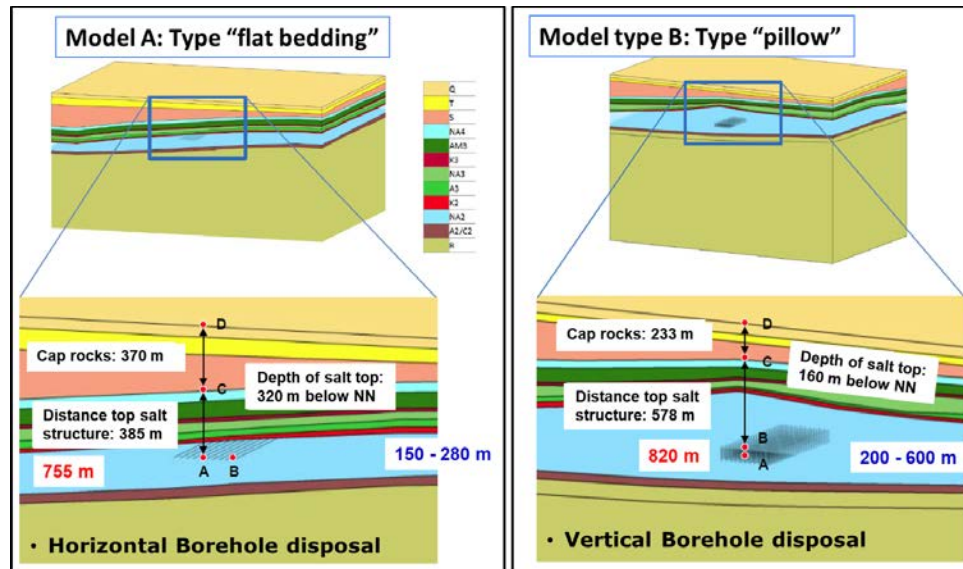 Model A: Type “flat bedding”
Q
T
S
NA4
AM3
K3
NA3
A3
K2
NA2
A2/C2
R
D
Cap rocks: 370 m
C
Depth of salt top:
320 m below NN
Distance top salt
structure: 385 m
755 m
A
B
150 - 280 m
• Horizontal Borehole disposal
Model type B: Type “pillow”
D
Cap rocks: 233 m
C
Depth of salt top:
160 m below NN
Distance top salt
structure: 578 m
B
A
820 m
200 - 600 m
• Vertical Borehole disposal